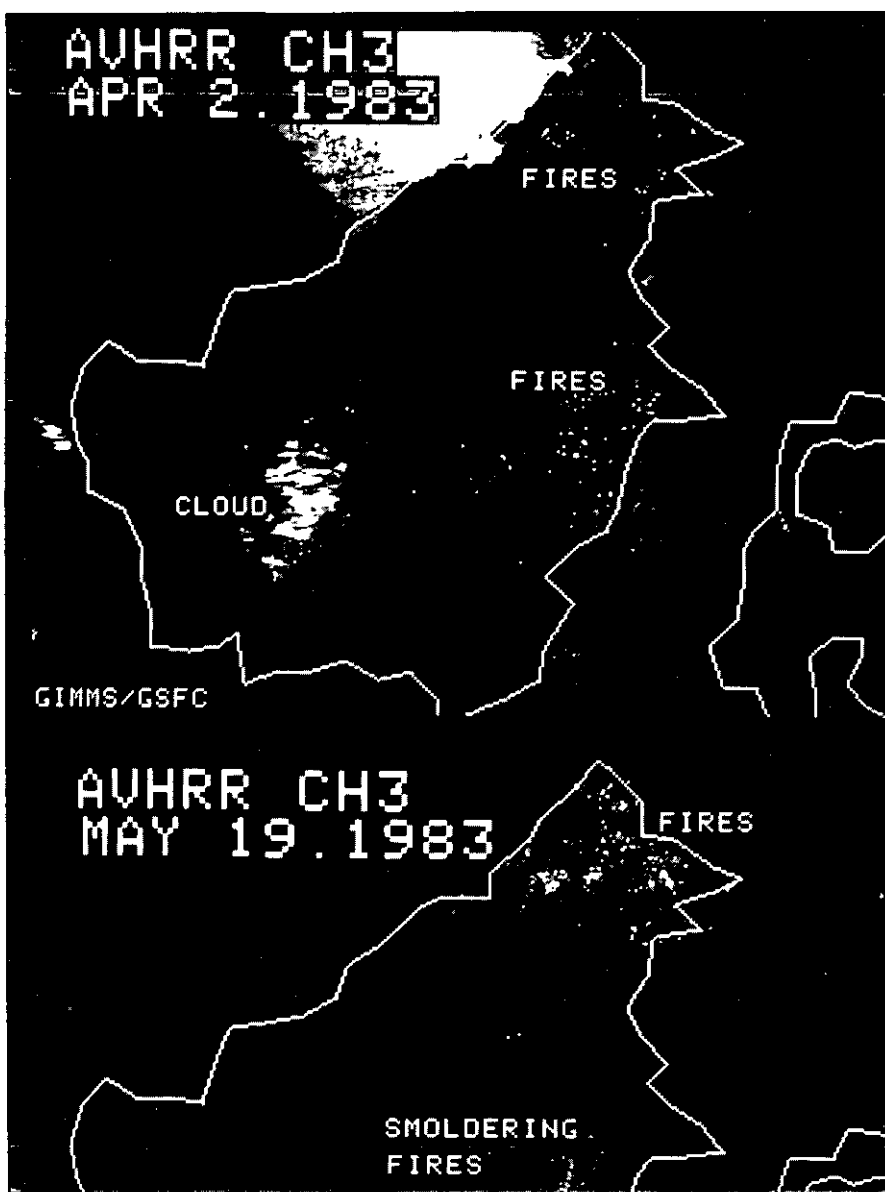 AVHRR CH3
APR 2.1983
FIRES
FIRES
CLOUD
GIMMS/GSFC
AVHRR CH3
MAY 19.1983
FIRES
SMOLDERING
FIRES